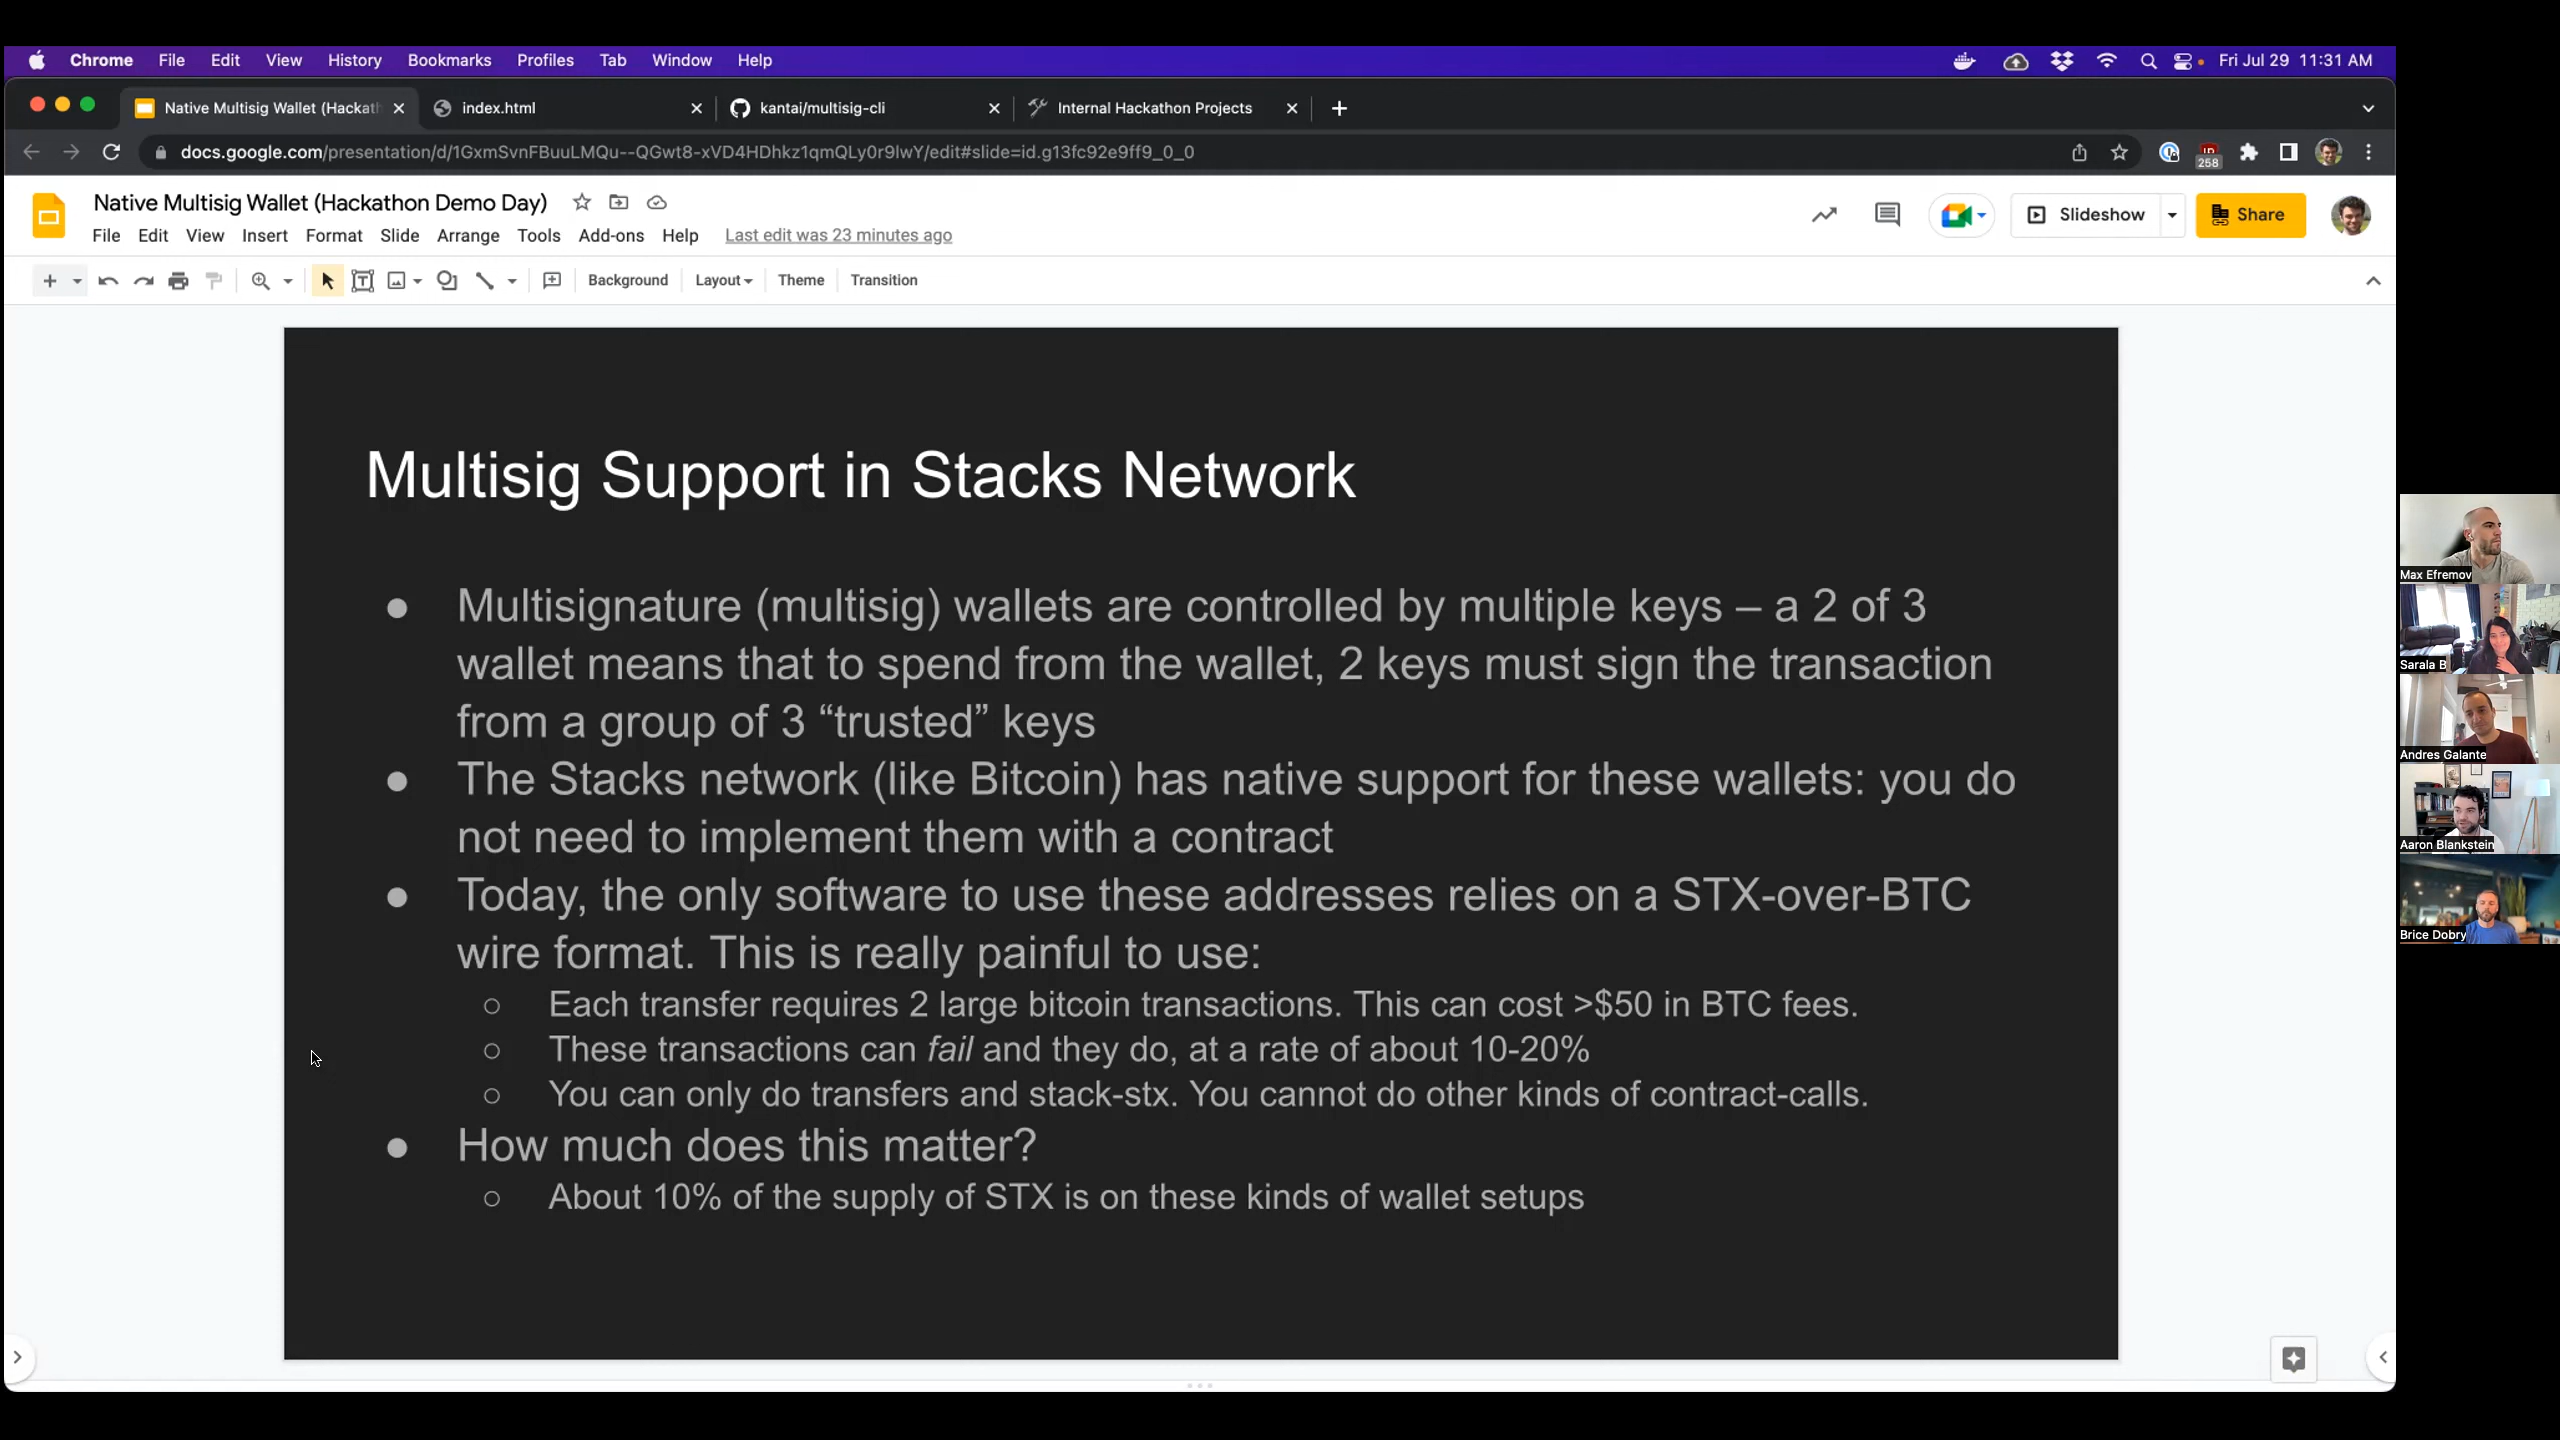 Chrome File Edit View History Bookmarks Profiles Tab Window Help Fri Jul 29 11:31 AM
Native Multisig Wallet (Hackath index.html kantai/multisig-cli Internal Hackathon Projects
docs.google.com/presentation/d/1GxmSvnFBuuLMQu--QGwt8-xVD4HDhkz1qmQLy0r9lwY/edit#slide=id.g13fc92e9ff9_0_0 258
Native Multisig Wallet (Hackathon Demo Day)
File Edit View Insert Format Slide Arrange Tools Add-ons Help Last edit was 23 minutes ago
Slideshow Share
Background Layout Theme Transition
Multisig Support in Stacks Network
● Multisignature (multisig) wallets are controlled by multiple keys – a 2 of 3
wallet means that to spend from the wallet, 2 keys must sign the transaction
from a group of 3 “trusted” keys
● The Stacks network (like Bitcoin) has native support for these wallets: you do
not need to implement them with a contract
● Today, the only software to use these addresses relies on a STX-over-BTC
wire format. This is really painful to use:
○ Each transfer requires 2 large bitcoin transactions. This can cost >$50 in BTC fees.
○ These transactions can fail and they do, at a rate of about 10-20%
○ You can only do transfers and stack-stx. You cannot do other kinds of contract-calls.
● How much does this matter?
○ About 10% of the supply of STX is on these kinds of wallet setups
Max Efremov
Sarala B
Andres Galante
Aaron Blankstein
Brice Dobry